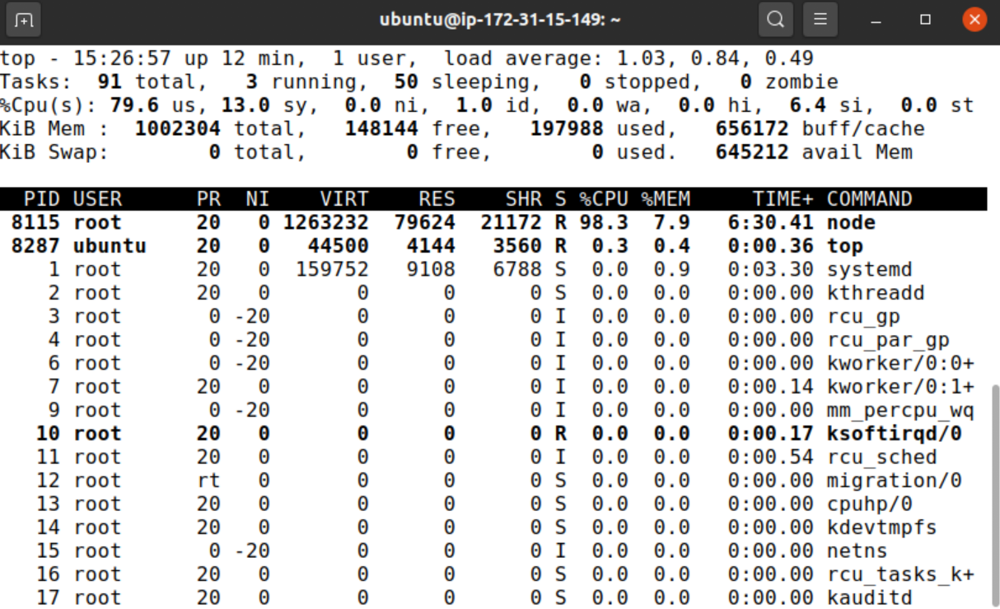 ubuntu@ip-172-31-15-149: ~
top - 15:26:57 up 12 min,  1 user,  load average: 1.03, 0.84, 0.49
Tasks:  91 total,   3 running,  50 sleeping,   0 stopped,   0 zombie
%Cpu(s): 79.6 us, 13.0 sy,  0.0 ni,  1.0 id,  0.0 wa,  0.0 hi,  6.4 si,  0.0 st
KiB Mem :  1002304 total,   148144 free,   197988 used,   656172 buff/cache
KiB Swap:        0 total,        0 free,        0 used.   645212 avail Mem
PID USER      PR  NI    VIRT    RES    SHR S %CPU %MEM     TIME+ COMMAND
8115 root      20   0 1263232  79624  21172 R 98.3  7.9   6:30.41 node
8287 ubuntu    20   0   44500   4144   3560 R  0.3  0.4   0:00.36 top
1 root      20   0  159752   9108   6788 S  0.0  0.9   0:03.30 systemd
2 root      20   0       0      0      0 S  0.0  0.0   0:00.00 kthreadd
3 root       0 -20       0      0      0 I  0.0  0.0   0:00.00 rcu_gp
4 root       0 -20       0      0      0 I  0.0  0.0   0:00.00 rcu_par_gp
6 root       0 -20       0      0      0 I  0.0  0.0   0:00.00 kworker/0:0+
7 root      20   0       0      0      0 I  0.0  0.0   0:00.14 kworker/0:1+
9 root       0 -20       0      0      0 I  0.0  0.0   0:00.00 mm_percpu_wq
10 root      20   0       0      0      0 R  0.0  0.0   0:00.17 ksoftirqd/0
11 root      20   0       0      0      0 I  0.0  0.0   0:00.54 rcu_sched
12 root      rt   0       0      0      0 S  0.0  0.0   0:00.00 migration/0
13 root      20   0       0      0      0 S  0.0  0.0   0:00.00 cpuhp/0
14 root      20   0       0      0      0 S  0.0  0.0   0:00.00 kdevtmpfs
15 root       0 -20       0      0      0 I  0.0  0.0   0:00.00 netns
16 root      20   0       0      0      0 S  0.0  0.0   0:00.00 rcu_tasks_k+
17 root      20   0       0      0      0 S  0.0  0.0   0:00.00 kauditd